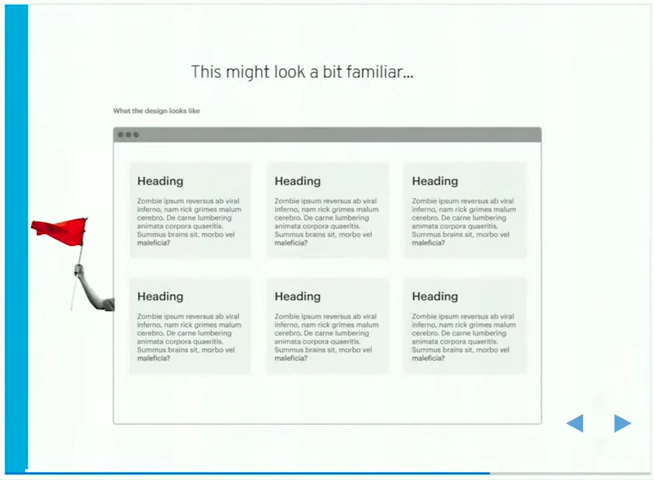 This might look a bit familiar...
What the design looks like
Heading
Zombie ipsum reversus ab viral
inferno, nam rick grimes malum
cerebro. De carne lumbering
animata corpora quaeritis.
Summus brains sit, morbo vel
maleficia?
Heading
Zombie ipsum reversus ab viral
inferno, nam rick grimes malum
cerebro. De carne lumbering
animata corpora quaeritis.
Summus brains sit, morbo vel
maleficia?
Heading
Zombie ipsum reversus ab viral
inferno, nam rick grimes malum
cerebro. De carne lumbering
animata corpora quaeritis.
Summus brains sit, morbo vel
maleficia?
Heading
Zombie ipsum reversus ab viral
inferno, nam rick grimes malum
cerebro. De carne lumbering
animata corpora quaeritis.
Summus brains sit, morbo vel
maleficia?
Heading
Zombie ipsum reversus ab viral
inferno, nam rick grimes malum
cerebro. De carne lumbering
animata corpora quaeritis.
Summus brains sit, morbo vel
maleficia?
Heading
Zombie ipsum reversus ab viral
inferno, nam rick grimes malum
cerebro. De carne lumbering
animata corpora quaeritis.
Summus brains sit, morbo vel
maleficia?